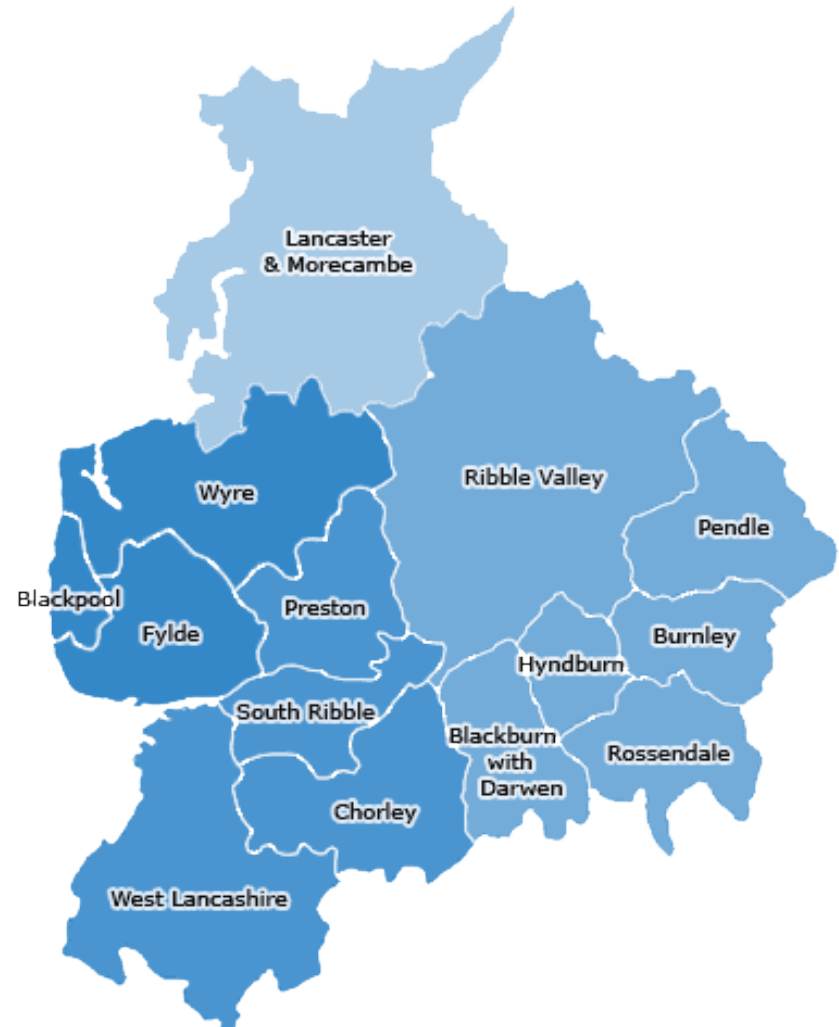 Lancaster
& Morecambe
Ribble Valley
Wyre
Pendle
Blackpool
Preston
Fylde
Burnley
Hyndburn
South Ribble
Blackburn
with
Darwen
Rossendale
Chorley
West Lancashire